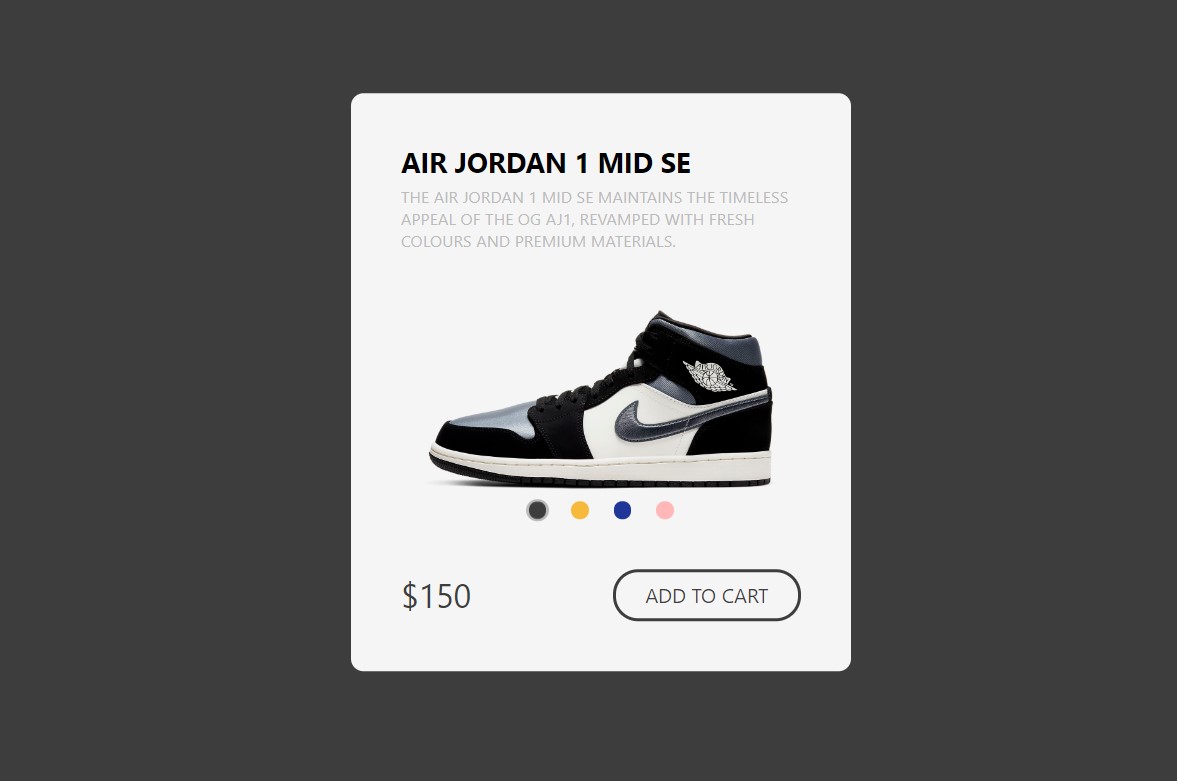 AIR JORDAN 1 MID SE
THE AIR JORDAN 1 MID SE MAINTAINS THE TIMELESS
APPEAL OF THE OG AJ1, REVAMPED WITH FRESH
COLOURS AND PREMIUM MATERIALS.
$150
ADD TO CART